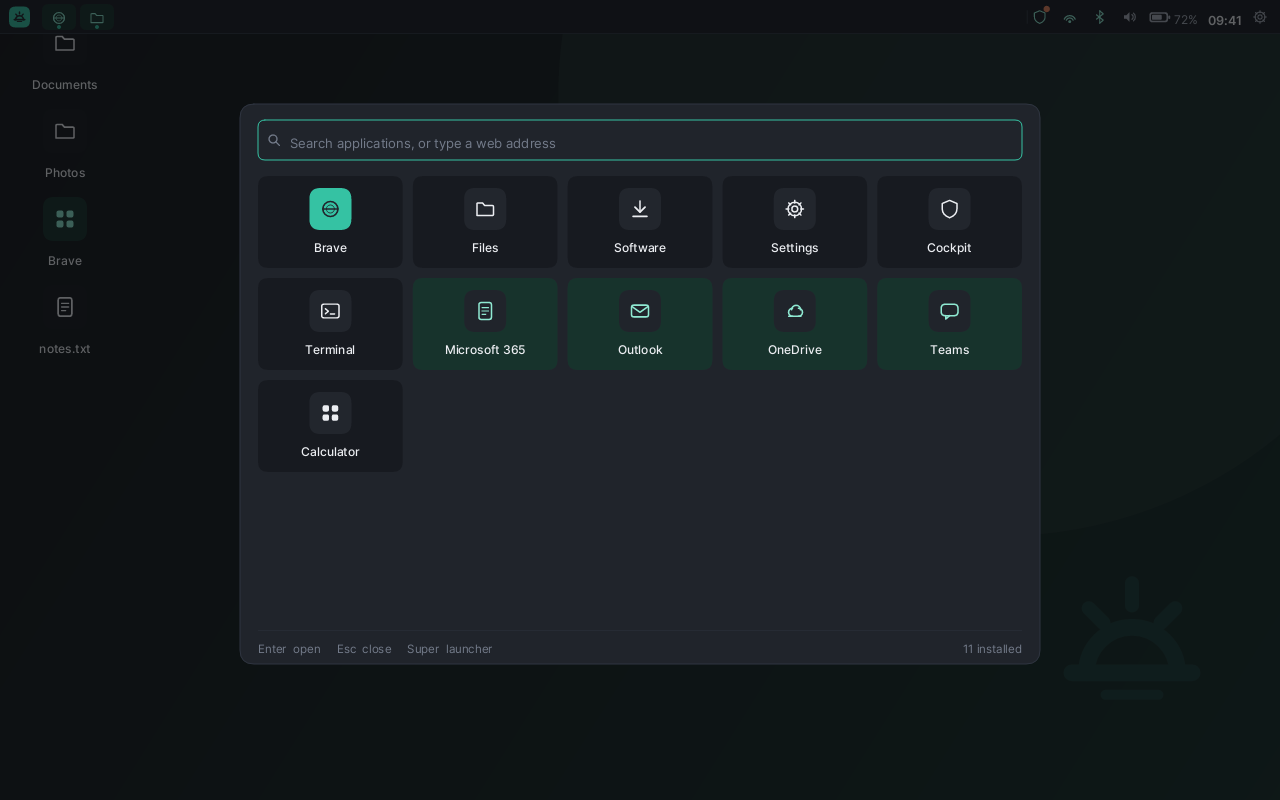 72% 09:41
Documents
Photos
Brave
notes.txt
Search applications, or type a web address
Brave Files Software Settings Cockpit
Terminal Microsoft 365 Outlook OneDrive Teams
Calculator
Enter open Esc close Super launcher 11 installed